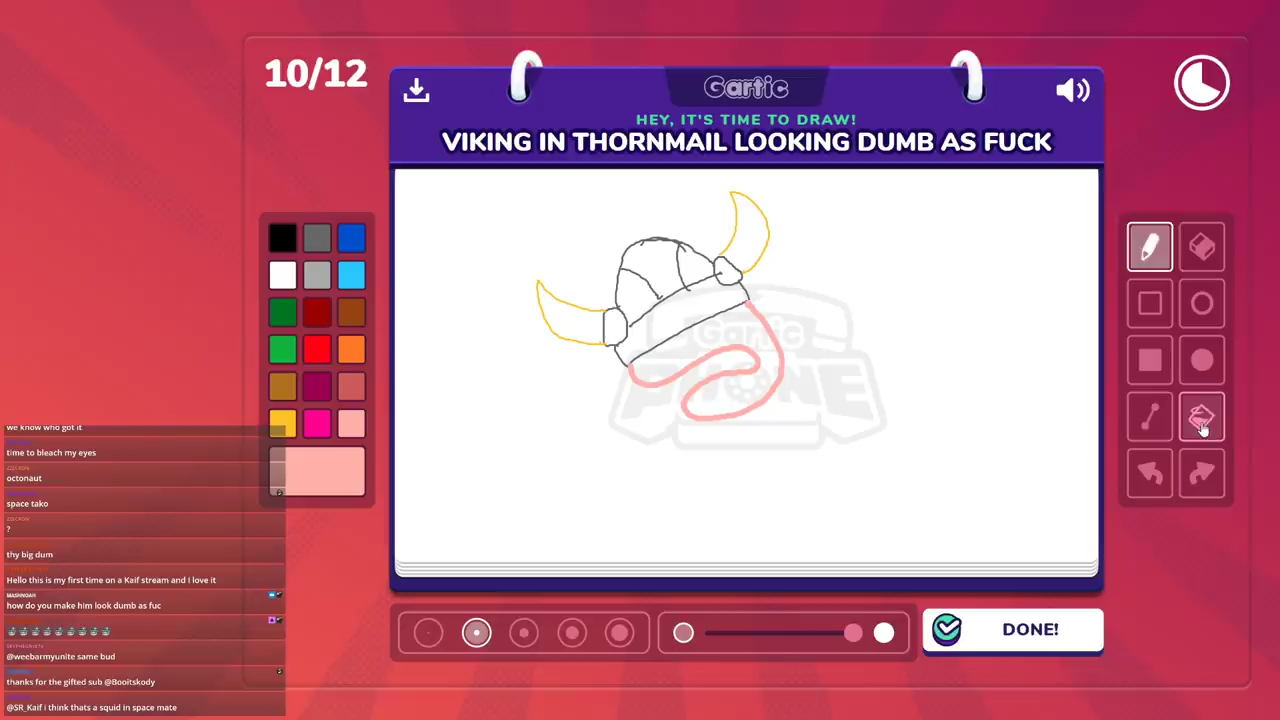 10/12
Gartic
HEY, IT'S TIME TO DRAW!
VIKING IN THORNMAIL LOOKING DUMB AS FUCK
Gartic
PHONE
we know who got it
time to bleach my eyes
octonaut
space tako
?
thy big dum
Hello this is my first time on a Kaif stream and I love it
how do you make him look dumb as fuc
@weebarmyunite same bud
thanks for the gifted sub @Booitskody
@SR_Kaif i think thats a squid in space mate
DONE!